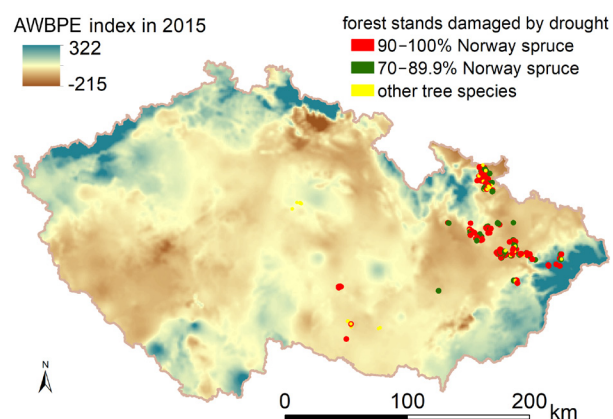 AWBPE index in 2015
322
-215
forest stands damaged by drought
90–100% Norway spruce
70–89.9% Norway spruce
other tree species
N
0 100 200
km